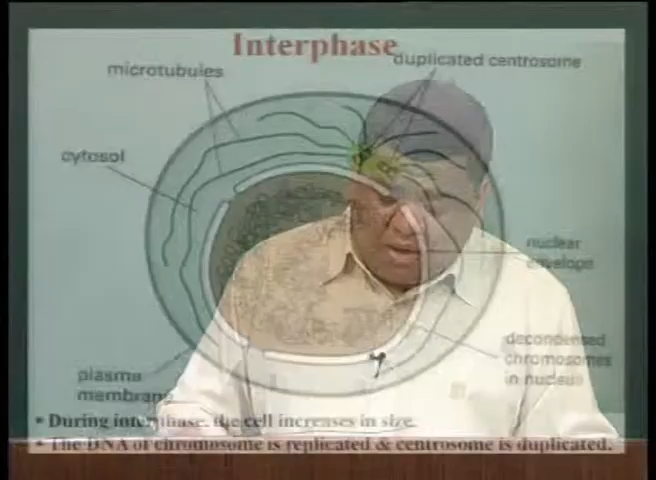 Interphase
microtubules
duplicated centrosome
cytosol
nuclear
envelope
decondensed
chromosomes
in nucleus
plasma
membrane
• During interphase, the cell increases in size.
• The DNA of chromosome is replicated & centrosome is duplicated.